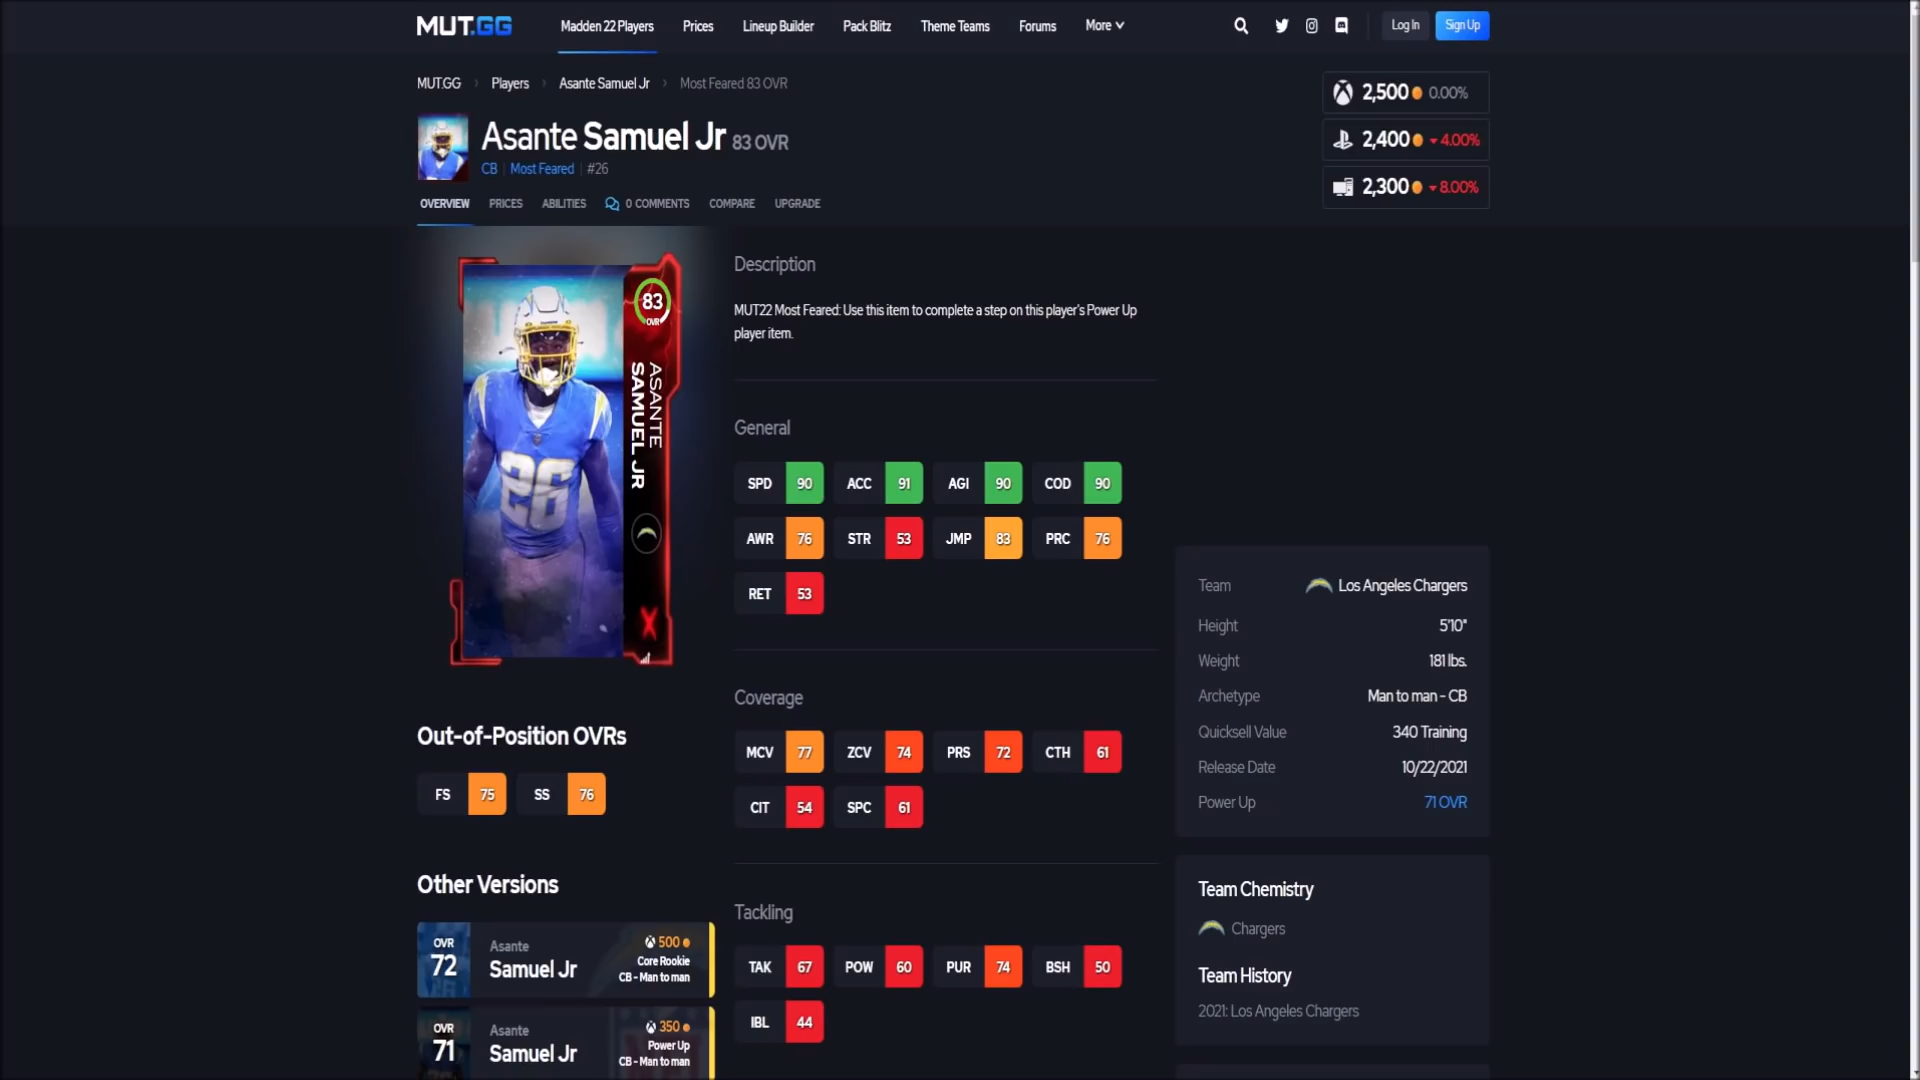 MUT.GG
Madden 22 Players
Prices
Lineup Builder
Pack Blitz
Theme Teams
Forums
More
Log In
Sign Up
MUT.GG
Players
Asante Samuel Jr
Most Feared 83 OVR
Asante Samuel Jr 83 OVR
CB
Most Feared
#26
2,500 0.00%
2,400 4.00%
2,300 8.00%
OVERVIEW
PRICES
ABILITIES
0 COMMENTS
COMPARE
UPGRADE
83
OVR
ASANTE
SAMUEL JR
26
Out-of-Position OVRs
FS 75
SS 76
Other Versions
OVR
72
Asante
Samuel Jr
500
Core Rookie
CB - Man to man
OVR
71
Asante
Samuel Jr
350
Power Up
CB - Man to man
Description
MUT22 Most Feared: Use this item to complete a step on this player's Power Up
player item.
General
SPD 90 ACC 91 AGI 90 COD 90
AWR 76 STR 53 JMP 83 PRC 76
RET 53
Coverage
MCV 77 ZCV 74 PRS 72 CTH 61
CIT 54 SPC 61
Tackling
TAK 67 POW 60 PUR 74 BSH 50
IBL 44
Team Los Angeles Chargers
Height 5'10"
Weight 181 lbs.
Archetype Man to man - CB
Quicksell Value 340 Training
Release Date 10/22/2021
Power Up 71 OVR
Team Chemistry
Chargers
Team History
2021: Los Angeles Chargers